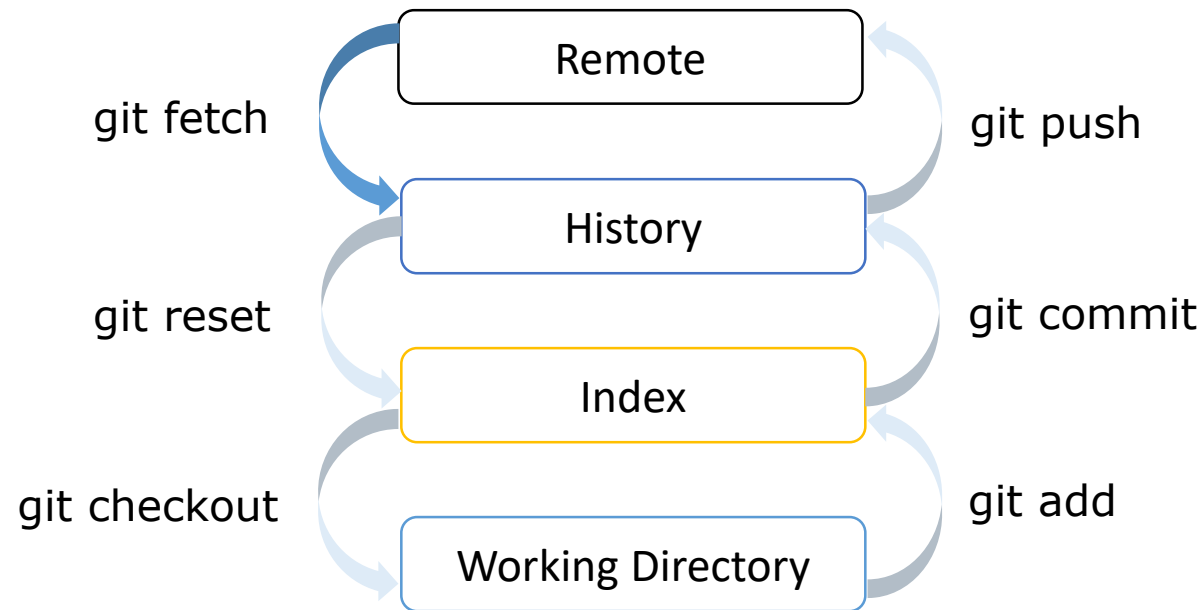 Remote
git fetch
git push
History
git reset
git commit
Index
git checkout
git add
Working Directory